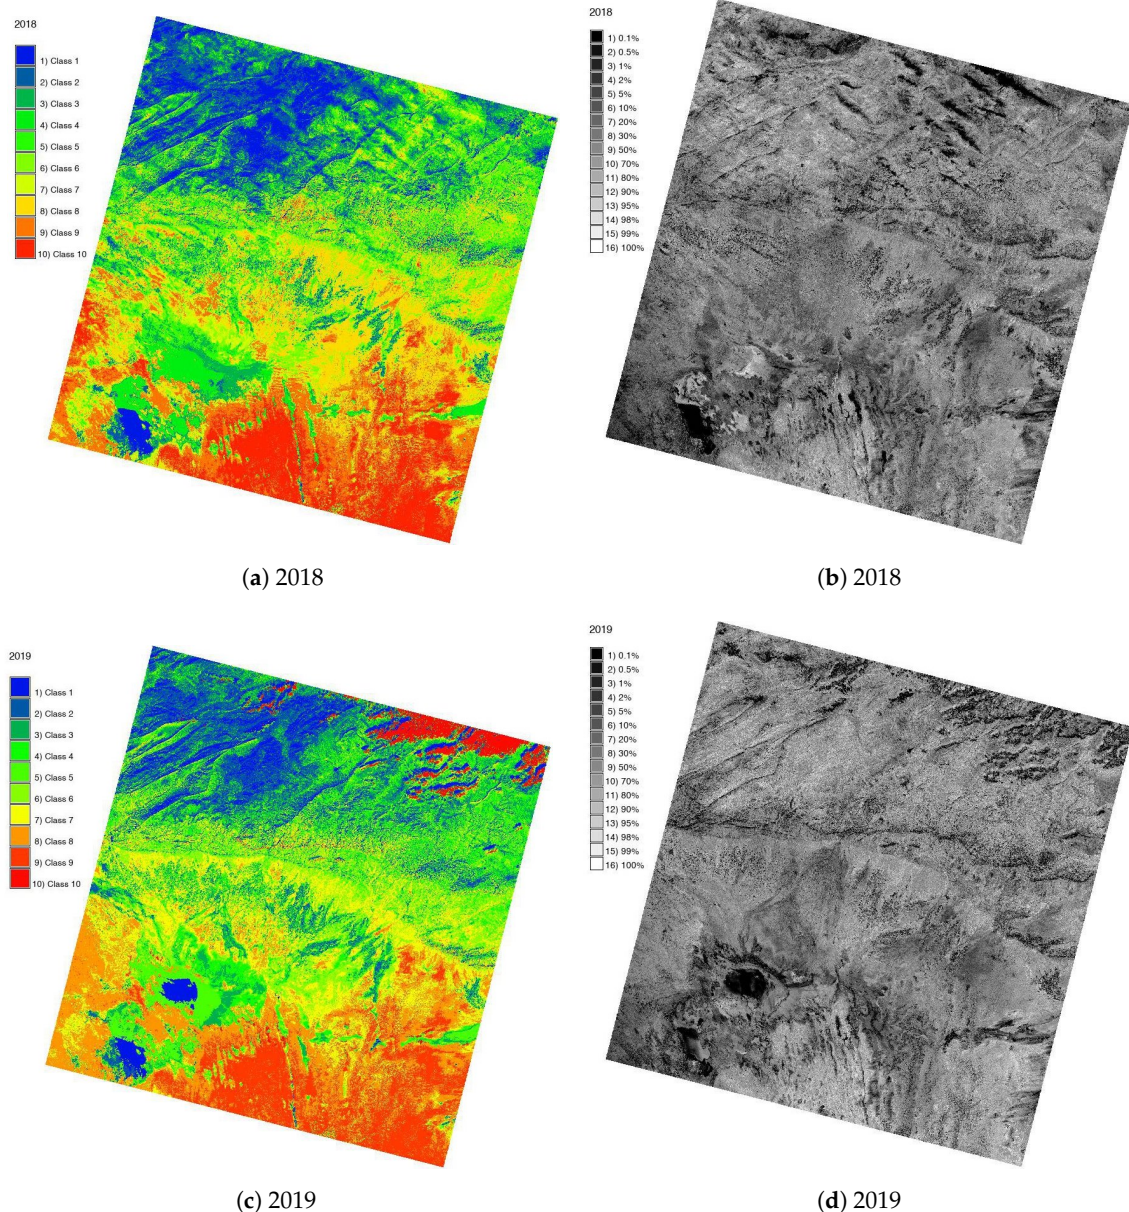 2018
1) Class 1
2) Class 2
3) Class 3
4) Class 4
5) Class 5
6) Class 6
7) Class 7
8) Class 8
9) Class 9
10) Class 10
(a) 2018
2018
1) 0.1%
2) 0.5%
3) 1%
4) 2%
5) 5%
6) 10%
7) 20%
8) 30%
9) 50%
10) 70%
11) 80%
12) 90%
13) 95%
14) 98%
15) 99%
16) 100%
(b) 2018
2019
1) Class 1
2) Class 2
3) Class 3
4) Class 4
5) Class 5
6) Class 6
7) Class 7
8) Class 8
9) Class 9
10) Class 10
(c) 2019
2019
1) 0.1%
2) 0.5%
3) 1%
4) 2%
5) 5%
6) 10%
7) 20%
8) 30%
9) 50%
10) 70%
11) 80%
12) 90%
13) 95%
14) 98%
15) 99%
16) 100%
(d) 2019